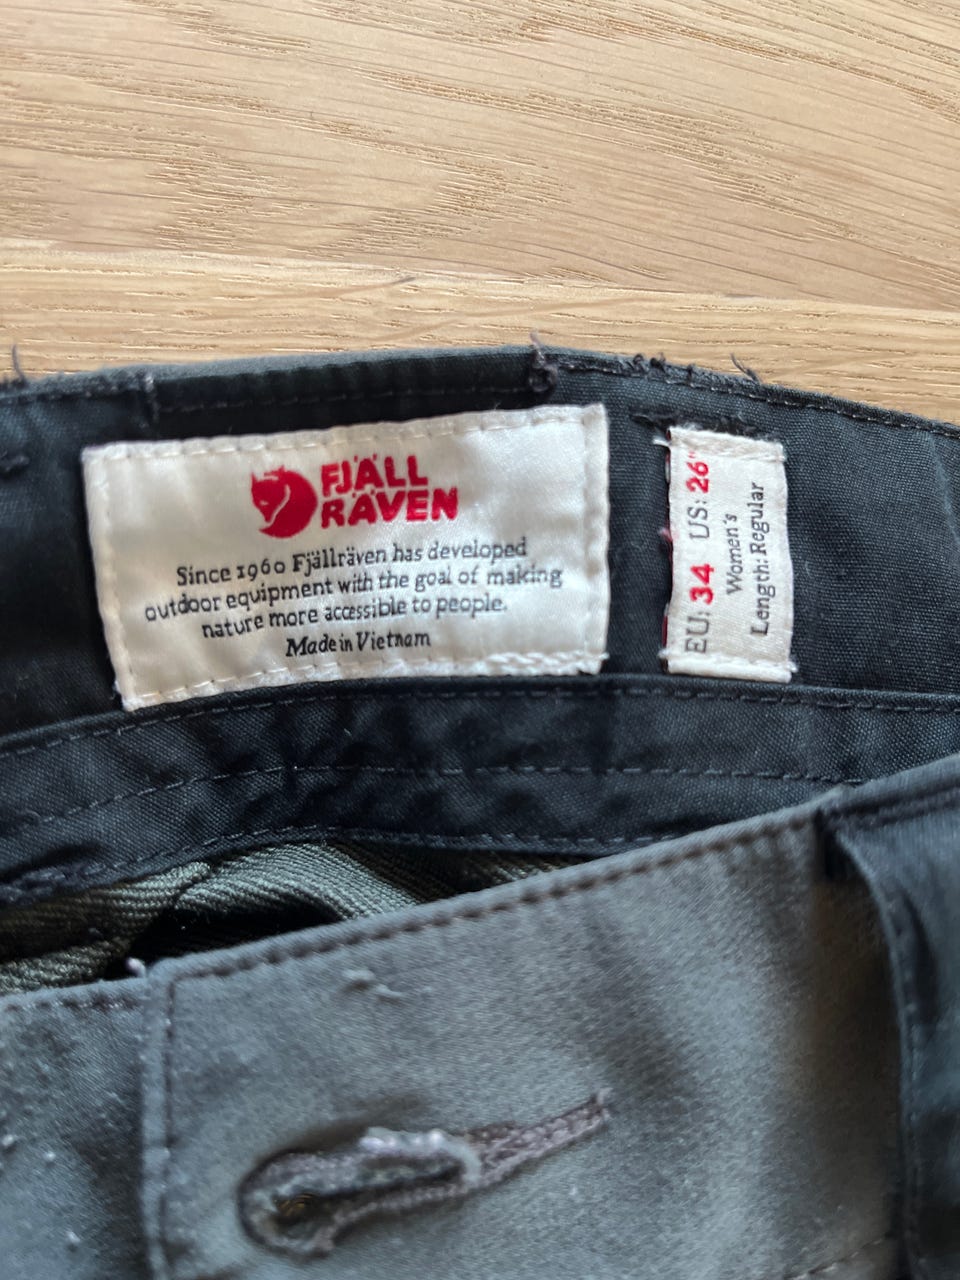 FJÄLL
RÄVEN
Since 1960 Fjällräven has developed
outdoor equipment with the goal of making
nature more accessible to people.
Made in Vietnam
EU: 34 US: 26"
Women's
Length: Regular